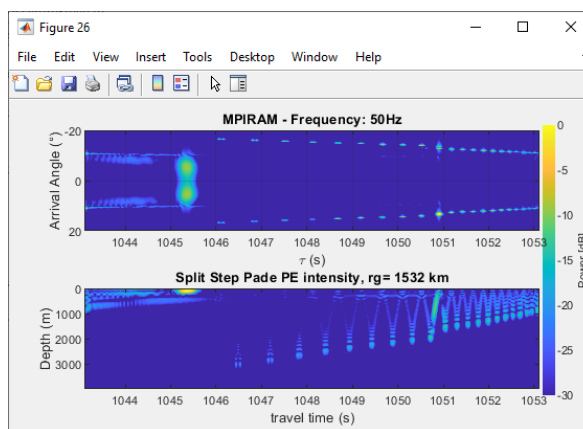 Figure 26
File Edit View Insert Tools Desktop Window Help
MPIRAM - Frequency: 50Hz
-20
0
20
Arrival Angle (°)
1044 1045 1046 1047 1048 1049 1050 1051 1052 1053
τ (s)
Split Step Pade PE intensity, rg= 1532 km
0
1000
2000
3000
Depth (m)
1044 1045 1046 1047 1048 1049 1050 1051 1052 1053
travel time (s)
0
-5
-10
-15
-20
-25
-30
Power [dB]